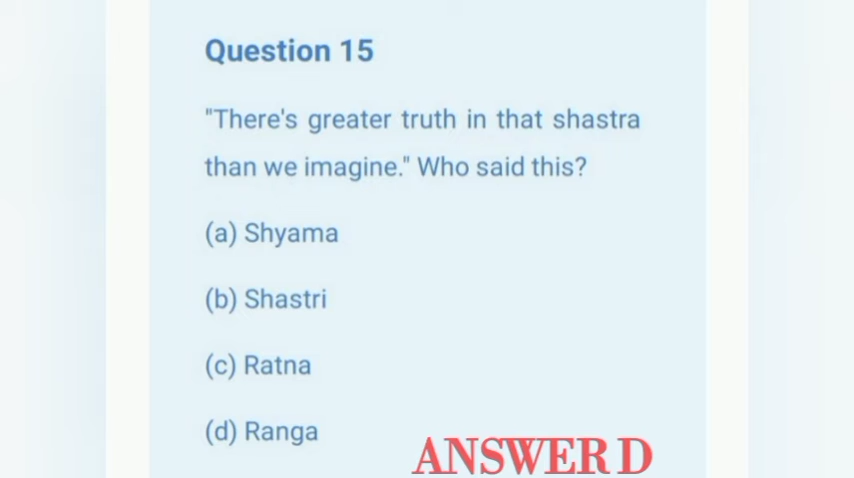 Question 15
"There's greater truth in that shastra
than we imagine." Who said this?
(a) Shyama
(b) Shastri
(c) Ratna
(d) Ranga
ANSWER D